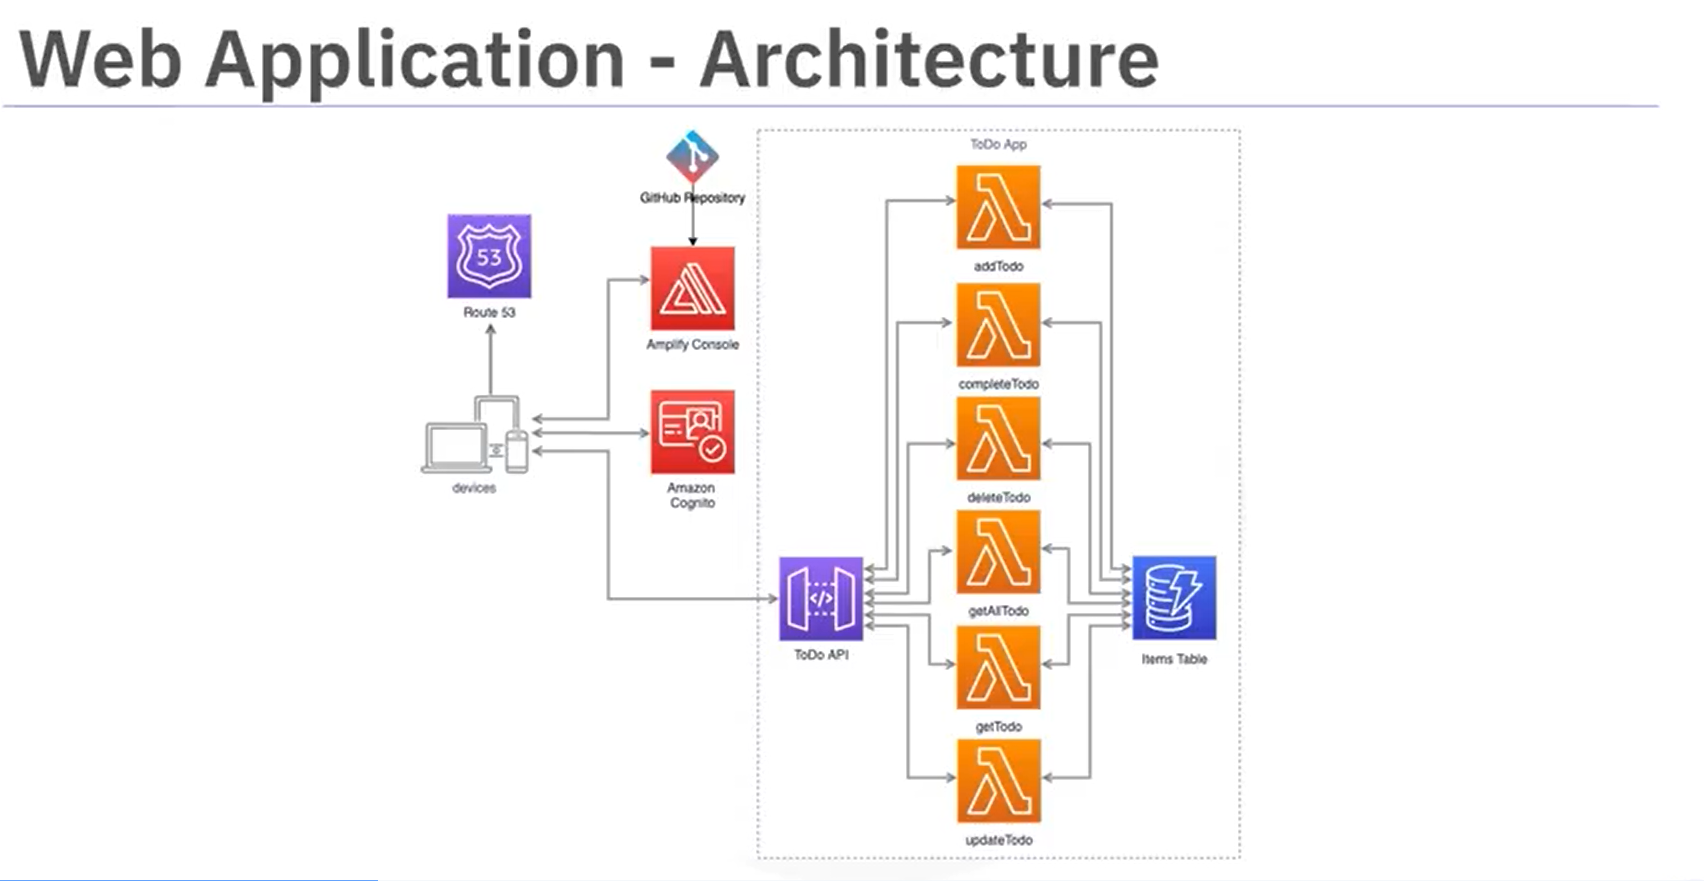 Web Application - Architecture
GitHub Repository
53
Route 53
Amplify Console
devices
Amazon
Cognito
ToDo App
addTodo
completeTodo
deleteTodo
getAllTodo
getTodo
updateTodo
</>
ToDo API
Items Table